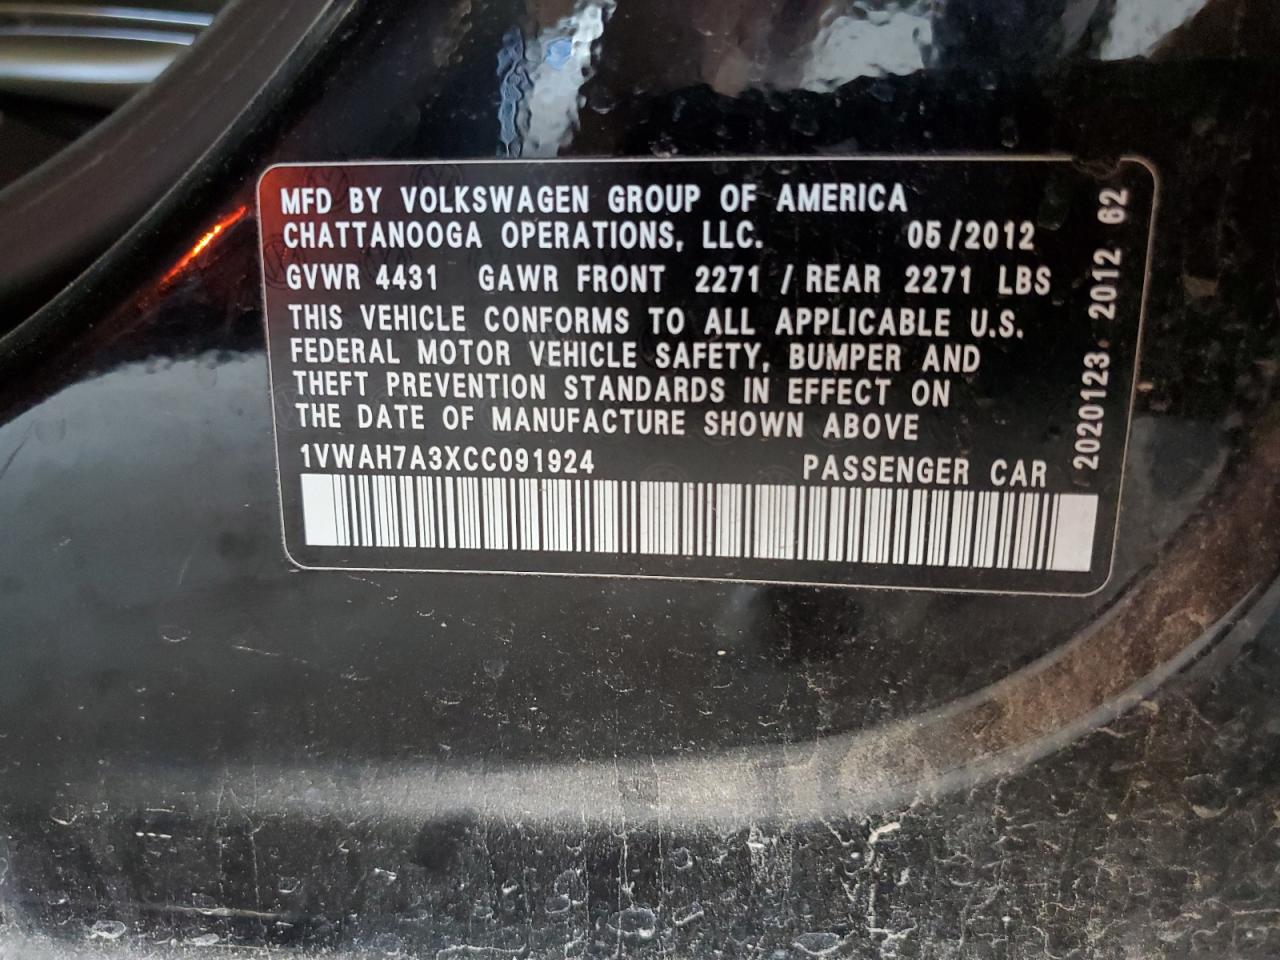 MFD BY VOLKSWAGEN GROUP OF AMERICA
CHATTANOOGA OPERATIONS, LLC. 05/2012
GVWR 4431 GAWR FRONT 2271 / REAR 2271 LBS
THIS VEHICLE CONFORMS TO ALL APPLICABLE U.S.
FEDERAL MOTOR VEHICLE SAFETY, BUMPER AND
THEFT PREVENTION STANDARDS IN EFFECT ON
THE DATE OF MANUFACTURE SHOWN ABOVE
1VWAH7A3XCC091924 PASSENGER CAR
2020123 2012 62